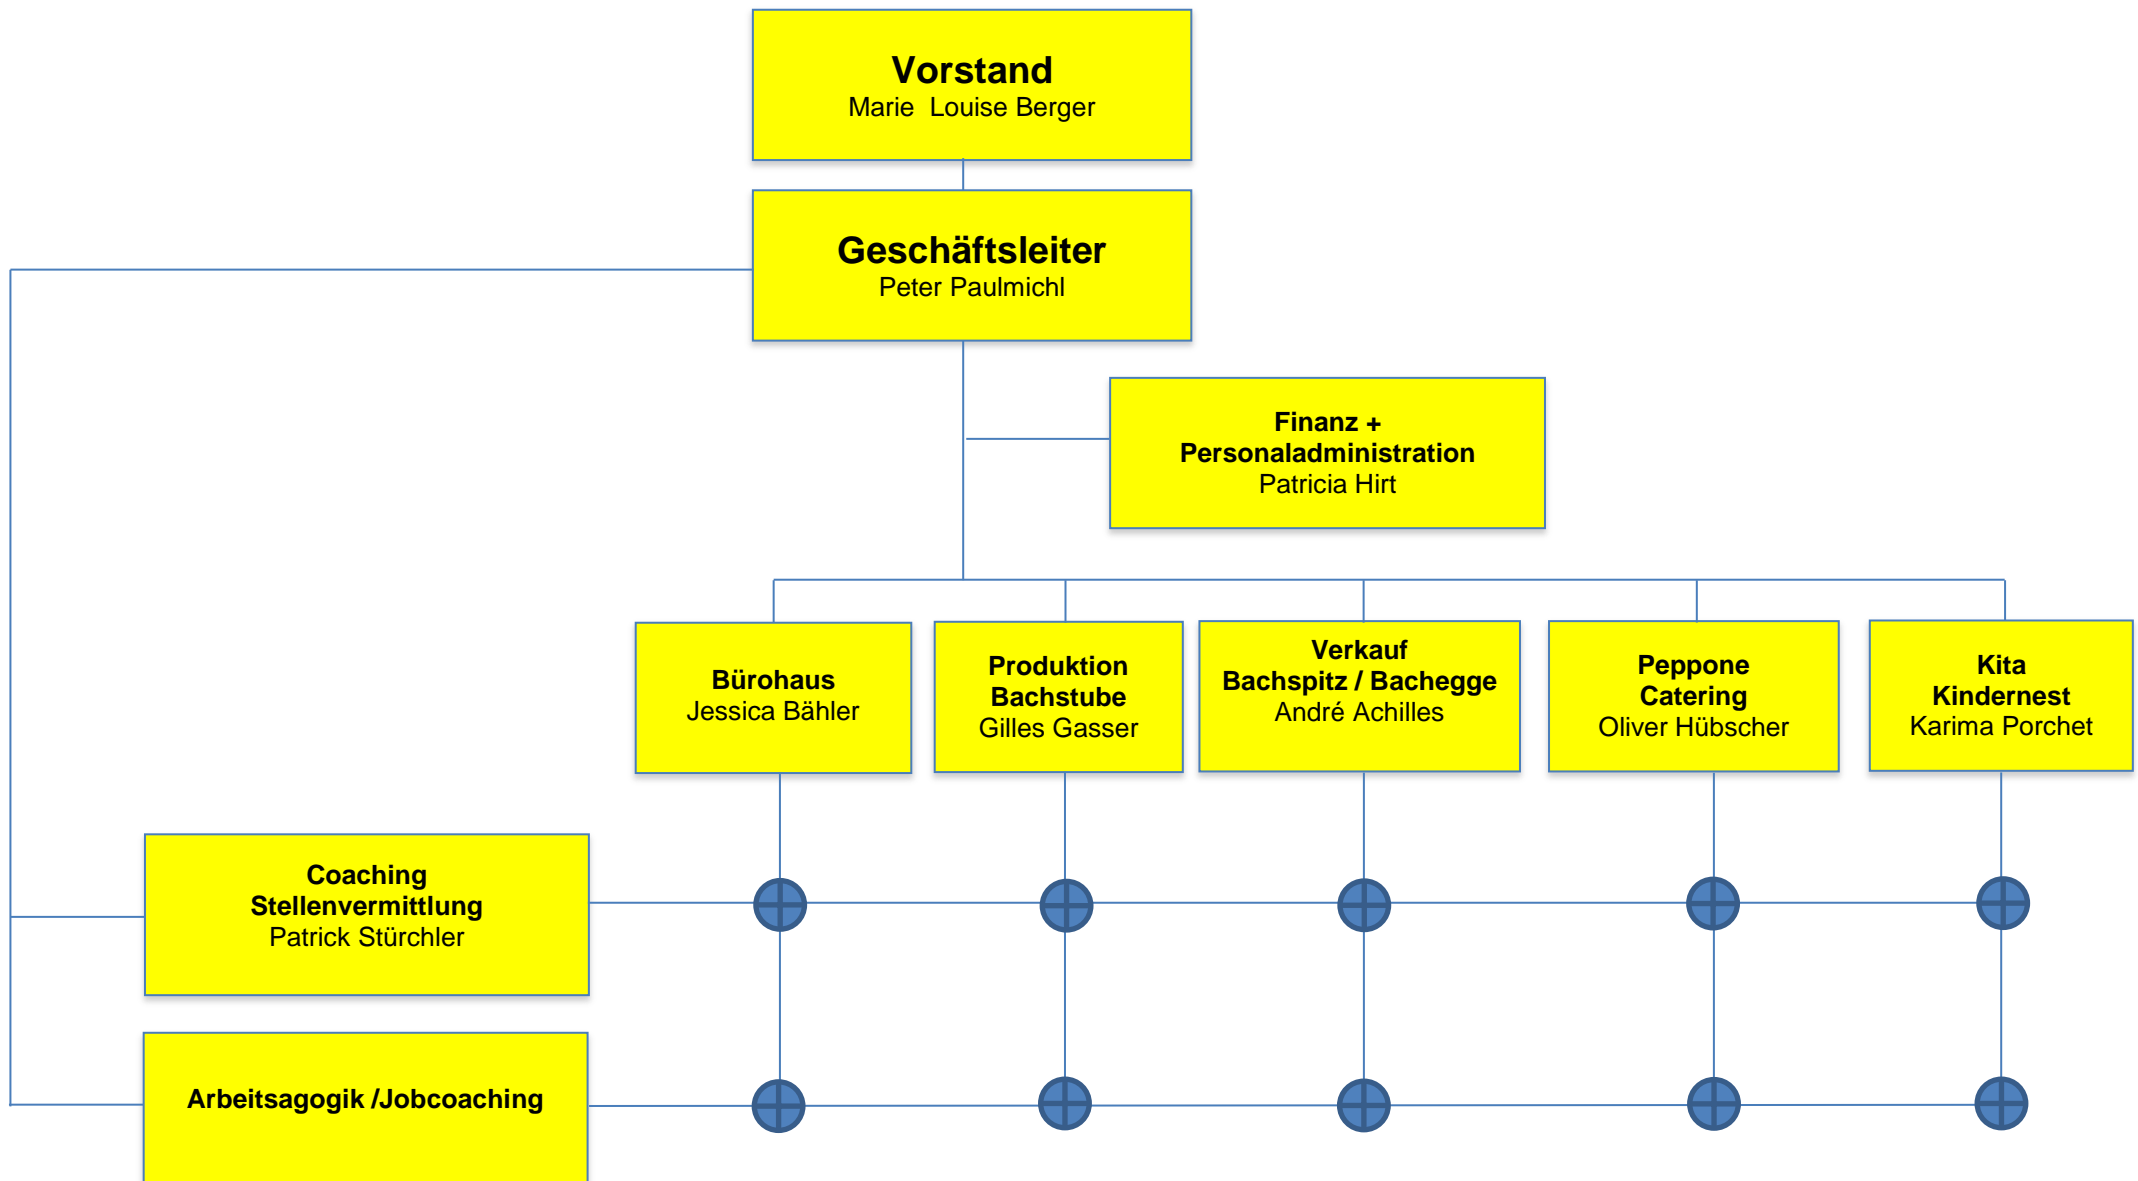 Vorstand
Marie  Louise Berger
Geschäftsleiter
Peter Paulmichl
Finanz +
Personaladministration
Patricia Hirt
Bürohaus
Jessica Bähler
Produktion
Bachstube
Gilles Gasser
Verkauf
Bachspitz / Bachegge
André Achilles
Peppone
Catering
Oliver Hübscher
Kita
Kindernest
Karima Porchet
Coaching
Stellenvermittlung
Patrick Stürchler
Arbeitsagogik /Jobcoaching